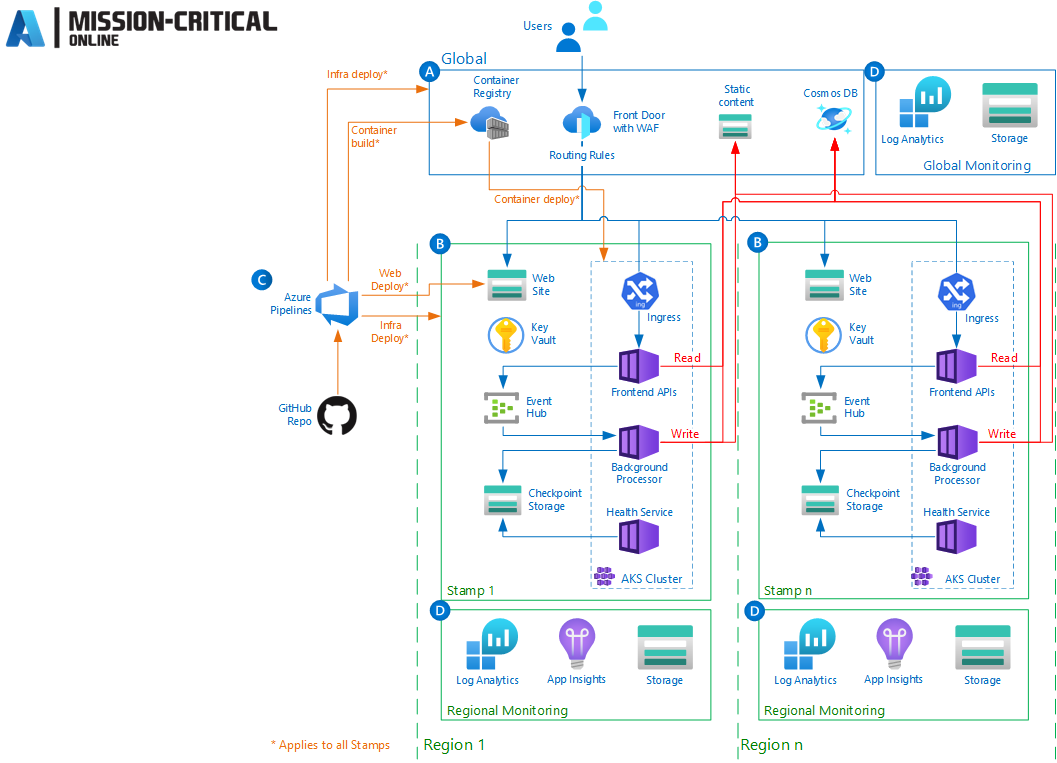 MISSION-CRITICAL
ONLINE
Users
A
Global
D
Infra deploy*
Container
Registry
Static
content
Cosmos DB
Front Door
with WAF
Container
build*
Routing Rules
Log Analytics
Storage
Global Monitoring
Container deploy*
B
B
C
Azure
Pipelines
Web
Deploy*
Infra
Deploy*
GitHub
Repo
Web
Site
ing
Ingress
Key
Vault
Read
Frontend APIs
Event
Hub
Write
Background
Processor
Checkpoint
Storage
Health Service
AKS Cluster
Stamp 1
Web
Site
ing
Ingress
Key
Vault
Read
Frontend APIs
Event
Hub
Write
Background
Processor
Checkpoint
Storage
Health Service
AKS Cluster
Stamp n
D
Log Analytics
App Insights
Storage
Regional Monitoring
D
Log Analytics
App Insights
Storage
Regional Monitoring
* Applies to all Stamps
Region 1
Region n